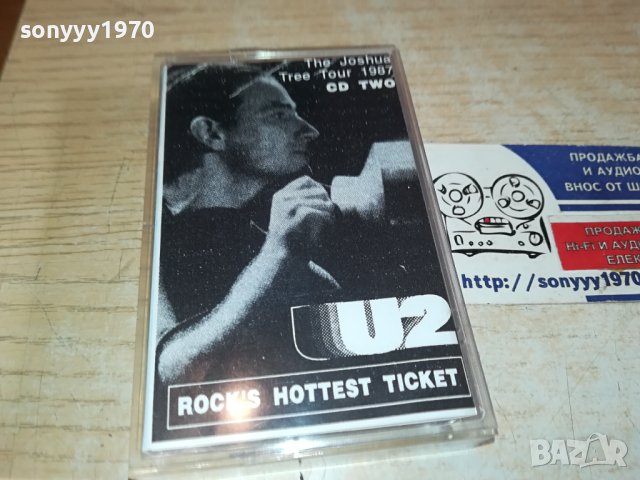 sonyyy1970
The Joshua
Tree Tour 1987
CD TWO
U2
ROCK'S HOTTEST TICKET
ПРОДАЖБА
И АУДИО
ВНОС ОТ
ПРОДАЖ
Hi-Fi И АУД
ЕЛЕК
http://sonyyy1970
BAZAR